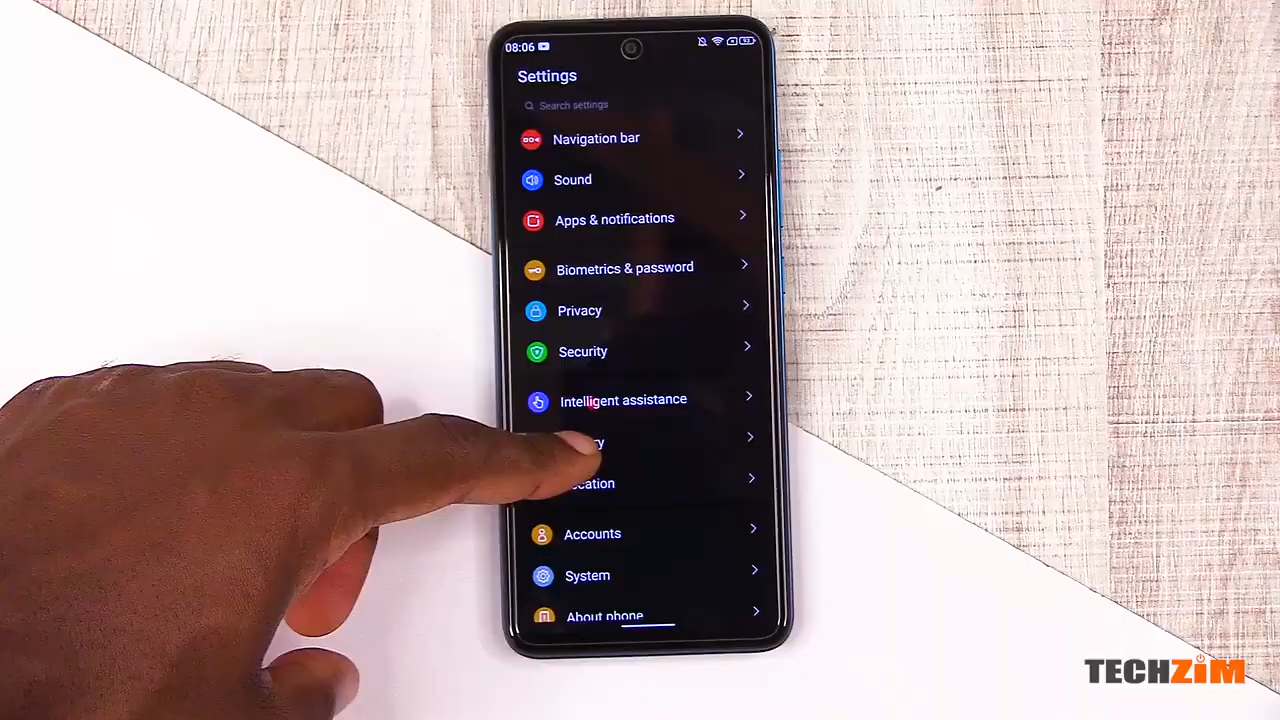 08:06
93
Settings
Search settings
Navigation bar
Sound
Apps & notifications
Biometrics & password
Privacy
Security
Intelligent assistance
Accounts
System
About phone
TECHZiM